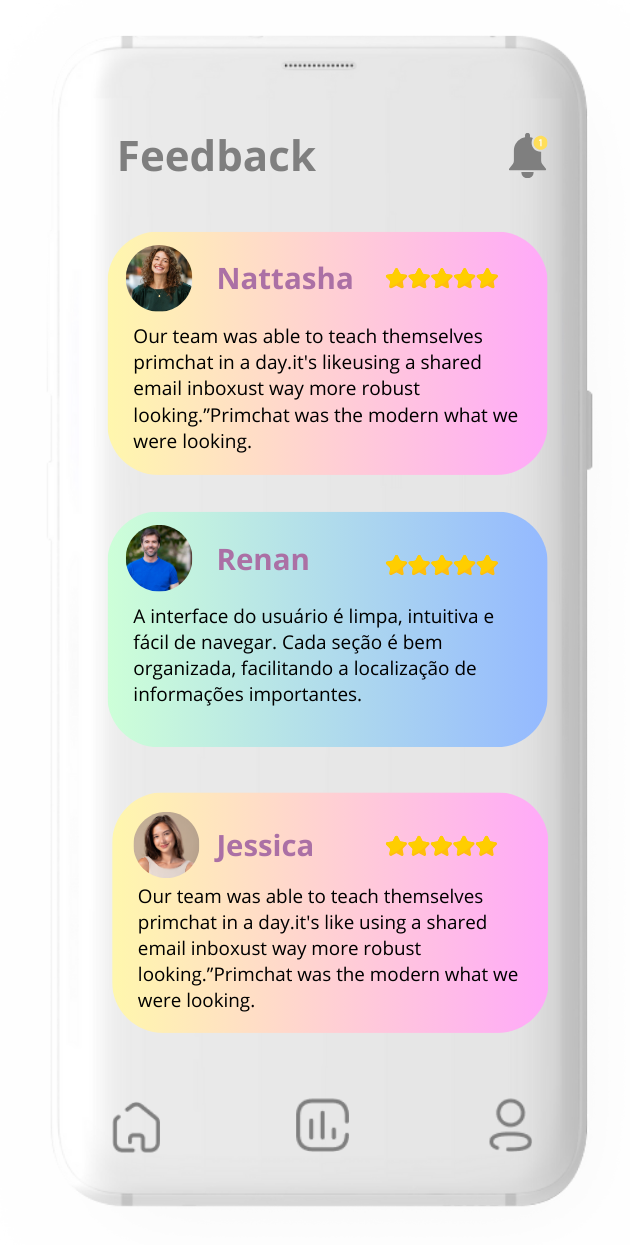 Feedback
1
Nattasha
Our team was able to teach themselves
primchat in a day.it's likeusing a shared
email inboxust way more robust
looking.”Primchat was the modern what we
were looking.
Renan
A interface do usuário é limpa, intuitiva e
fácil de navegar. Cada seção é bem
organizada, facilitando a localização de
informações importantes.
Jessica
Our team was able to teach themselves
primchat in a day.it's like using a shared
email inboxust way more robust
looking.”Primchat was the modern what we
were looking.